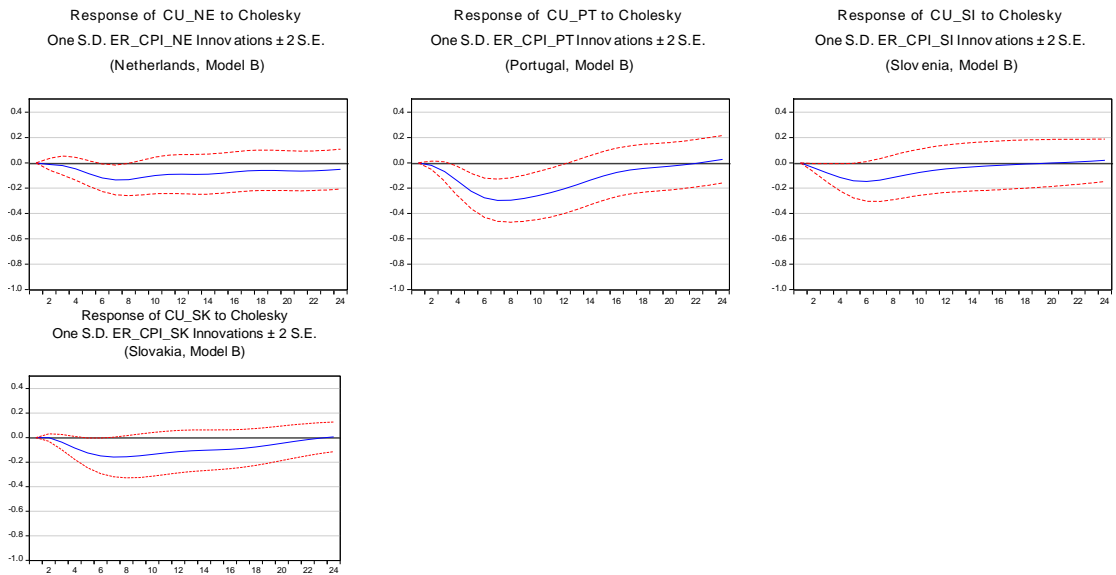 Response of CU_NE to Cholesky
One S.D. ER_CPI_NE Innovations ± 2 S.E.
(Netherlands, Model B)
0.4
0.2
0.0
-0.2
-0.4
-0.6
-0.8
-1.0
2 4 6 8 10 12 14 16 18 20 22 24
Response of CU_PT to Cholesky
One S.D. ER_CPI_PT Innovations ± 2 S.E.
(Portugal, Model B)
0.4
0.2
0.0
-0.2
-0.4
-0.6
-0.8
-1.0
2 4 6 8 10 12 14 16 18 20 22 24
Response of CU_SI to Cholesky
One S.D. ER_CPI_SI Innovations ± 2 S.E.
(Slovenia, Model B)
0.4
0.2
0.0
-0.2
-0.4
-0.6
-0.8
-1.0
2 4 6 8 10 12 14 16 18 20 22 24
Response of CU_SK to Cholesky
One S.D. ER_CPI_SK Innovations ± 2 S.E.
(Slovakia, Model B)
0.4
0.2
0.0
-0.2
-0.4
-0.6
-0.8
-1.0
2 4 6 8 10 12 14 16 18 20 22 24